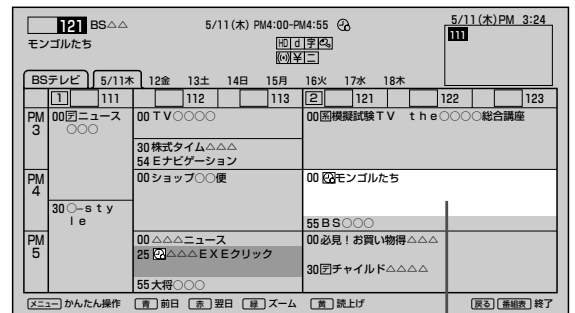 121 BS△△ 5/11(木) PM4:00-PM4:55
5/11(木)PM 3:24
モンゴルたち
HD d 字
¥ 二
111
BSテレビ 5/11木 12金 13土 14日 15月 16火 17水 18木
1 111 112 113 2 121 122 123
PM
3
00デニュース
○○○
00 TV○○○○
30株式タイム△△△
54 Eナビゲーション
00 模擬試験TV the○○○○総合講座
PM
4
30○-sty
le
00ショップ○○便
00 モンゴルたち
55BS○○○
PM
5
00△△△ニュース
25 △△△EXEクリック
55大将○○○
00必見！お買い物得△△△
30デチャイルド△△△△
メニュー かんたん操作 青 前日 赤 翌日 緑 ズーム 黄 読上げ 戻る 番組表 終了